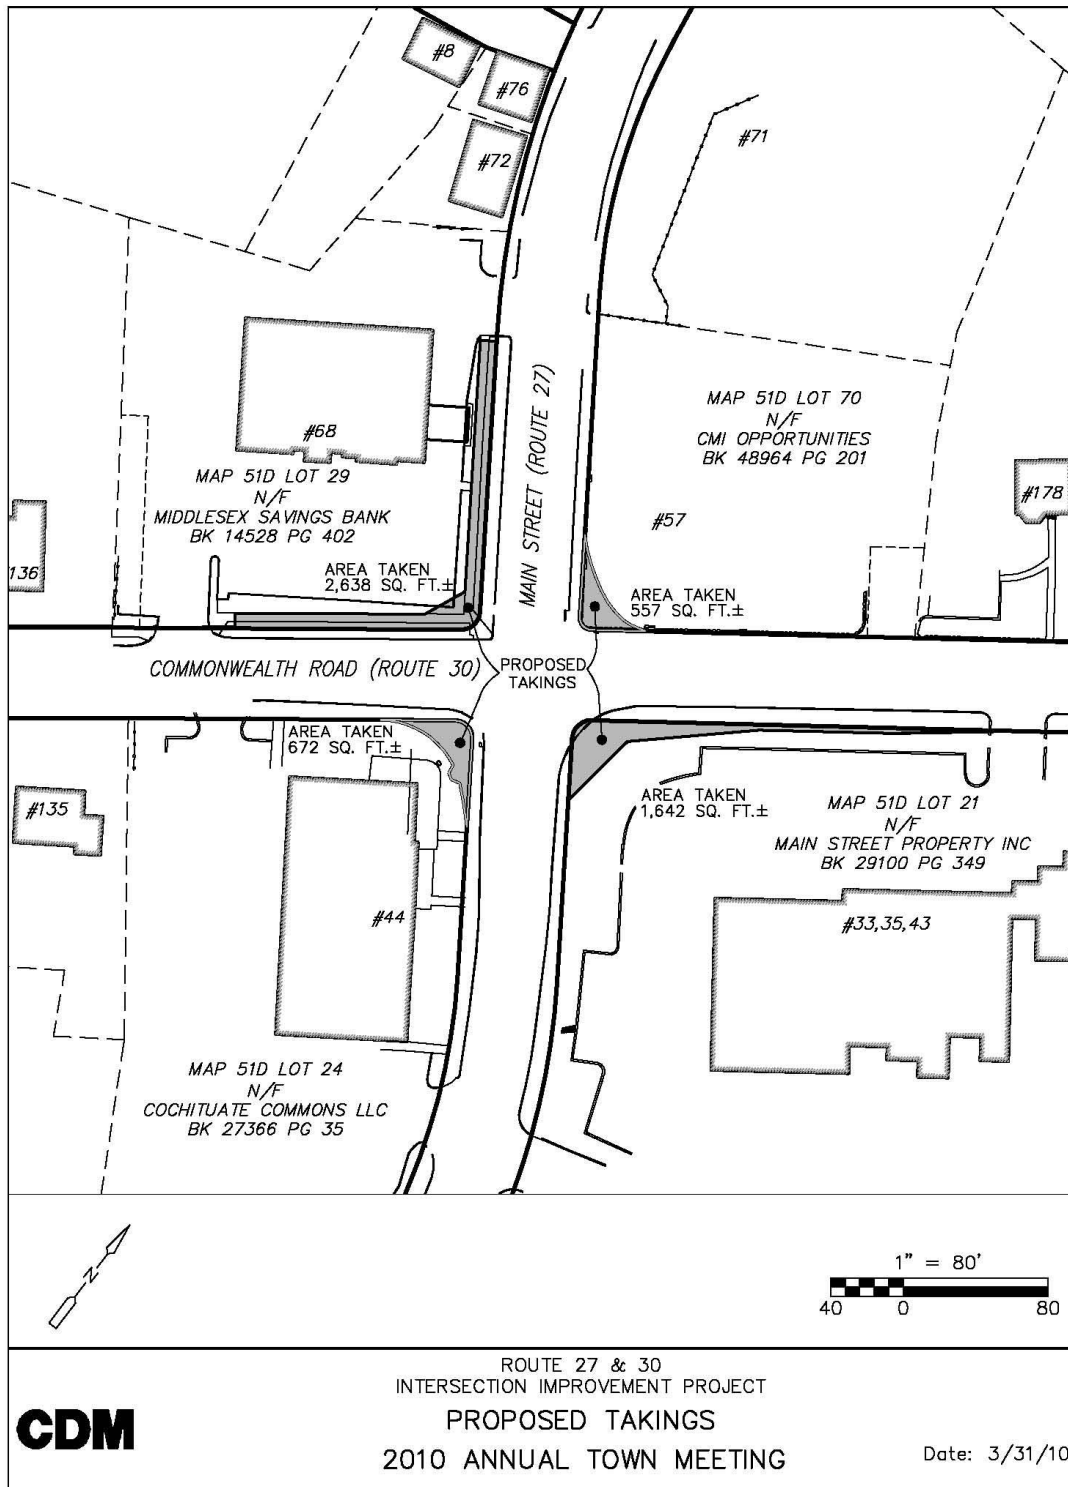 #8
#76
#72
#71
MAIN STREET (ROUTE 27)
MAP 51D LOT 70
N/F
CMI OPPORTUNITIES
BK 48964 PG 201
#68
MAP 51D LOT 29
N/F
MIDDLESEX SAVINGS BANK
BK 14528 PG 402
#178
#57
136
AREA TAKEN
2,638 SQ. FT.±
AREA TAKEN
557 SQ. FT.±
COMMONWEALTH ROAD (ROUTE 30)
PROPOSED
TAKINGS
AREA TAKEN
672 SQ. FT.±
AREA TAKEN
1,642 SQ. FT.±
#135
MAP 51D LOT 21
N/F
MAIN STREET PROPERTY INC
BK 29100 PG 349
#44
#33,35,43
MAP 51D LOT 24
N/F
COCHITUATE COMMONS LLC
BK 27366 PG 35
N
1" = 80'
40 0 80
ROUTE 27 & 30
INTERSECTION IMPROVEMENT PROJECT
CDM
PROPOSED TAKINGS
2010 ANNUAL TOWN MEETING
Date: 3/31/10